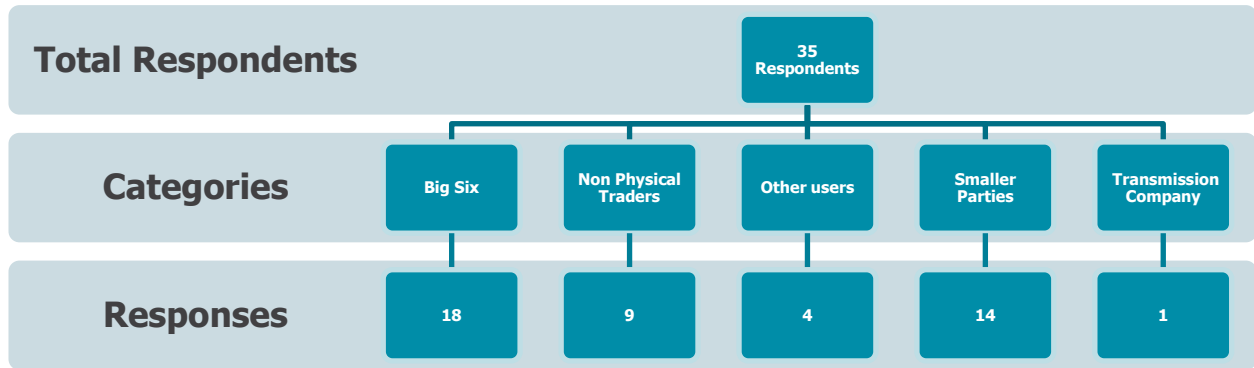 Total Respondents
35
Respondents
Categories
Big Six
Non Physical
Traders
Other users
Smaller
Parties
Transmission
Company
Responses
18
9
4
14
1